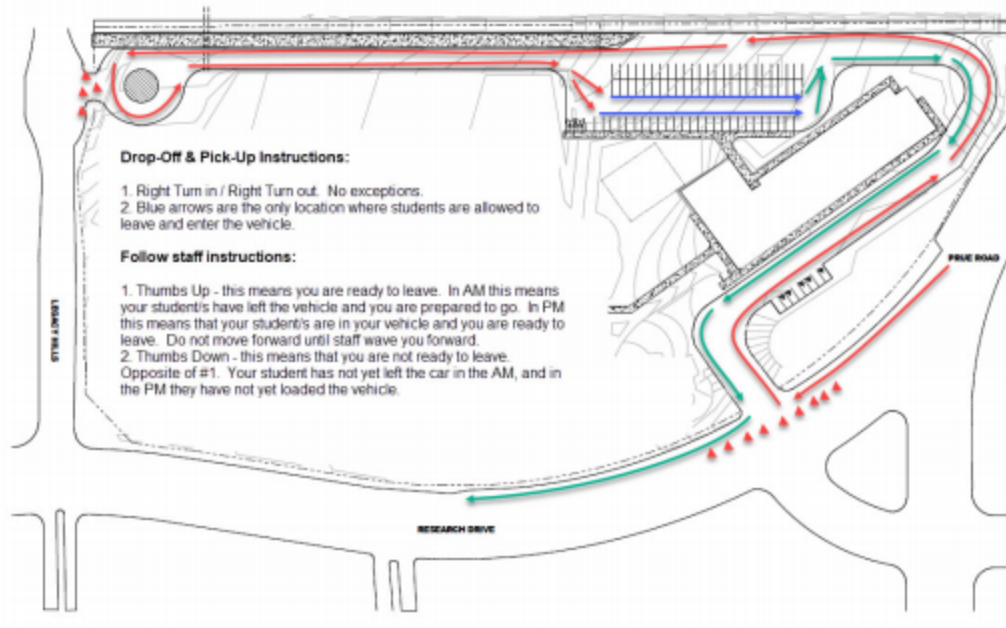 Drop-Off & Pick-Up Instructions:
1. Right Turn in / Right Turn out. No exceptions.
2. Blue arrows are the only location where students are allowed to
leave and enter the vehicle.
Follow staff instructions:
1. Thumbs Up - this means you are ready to leave. In AM this means
your student/s have left the vehicle and you are prepared to go. In PM
this means that your student/s are in your vehicle and you are ready to
leave. Do not move forward until staff wave you forward.
2. Thumbs Down - this means that you are not ready to leave.
Opposite of #1. Your student has not yet left the car in the AM, and in
the PM they have not yet loaded the vehicle.
PRUE ROAD
LEGACY HILLS
RESEARCH DRIVE